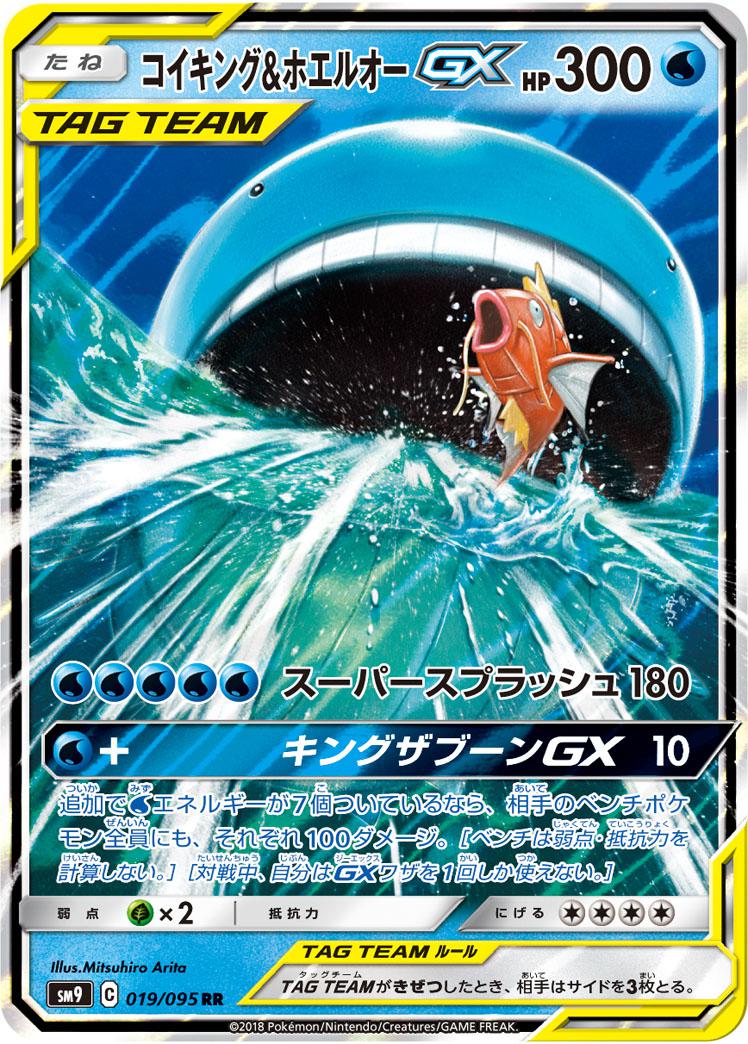 たね コイキング&ホエルオーGX HP300
TAG TEAM
スーパースプラッシュ 180
+ キングザブーンGX 10
追加でエネルギーが7個ついているなら、相手のベンチポケ
モン全員にも、それぞれ100ダメージ。[ベンチは弱点・抵抗力を
計算しない。] [対戦中、自分はGXワザを1回しか使えない。]
弱点 ×2 抵抗力 にげる
TAG TEAM ルール
Illus.Mitsuhiro Arita
TAG TEAMがきぜつしたとき、相手はサイドを3枚とる。
SM9 C 019/095 RR
©2018 Pokémon/Nintendo/Creatures/GAME FREAK.